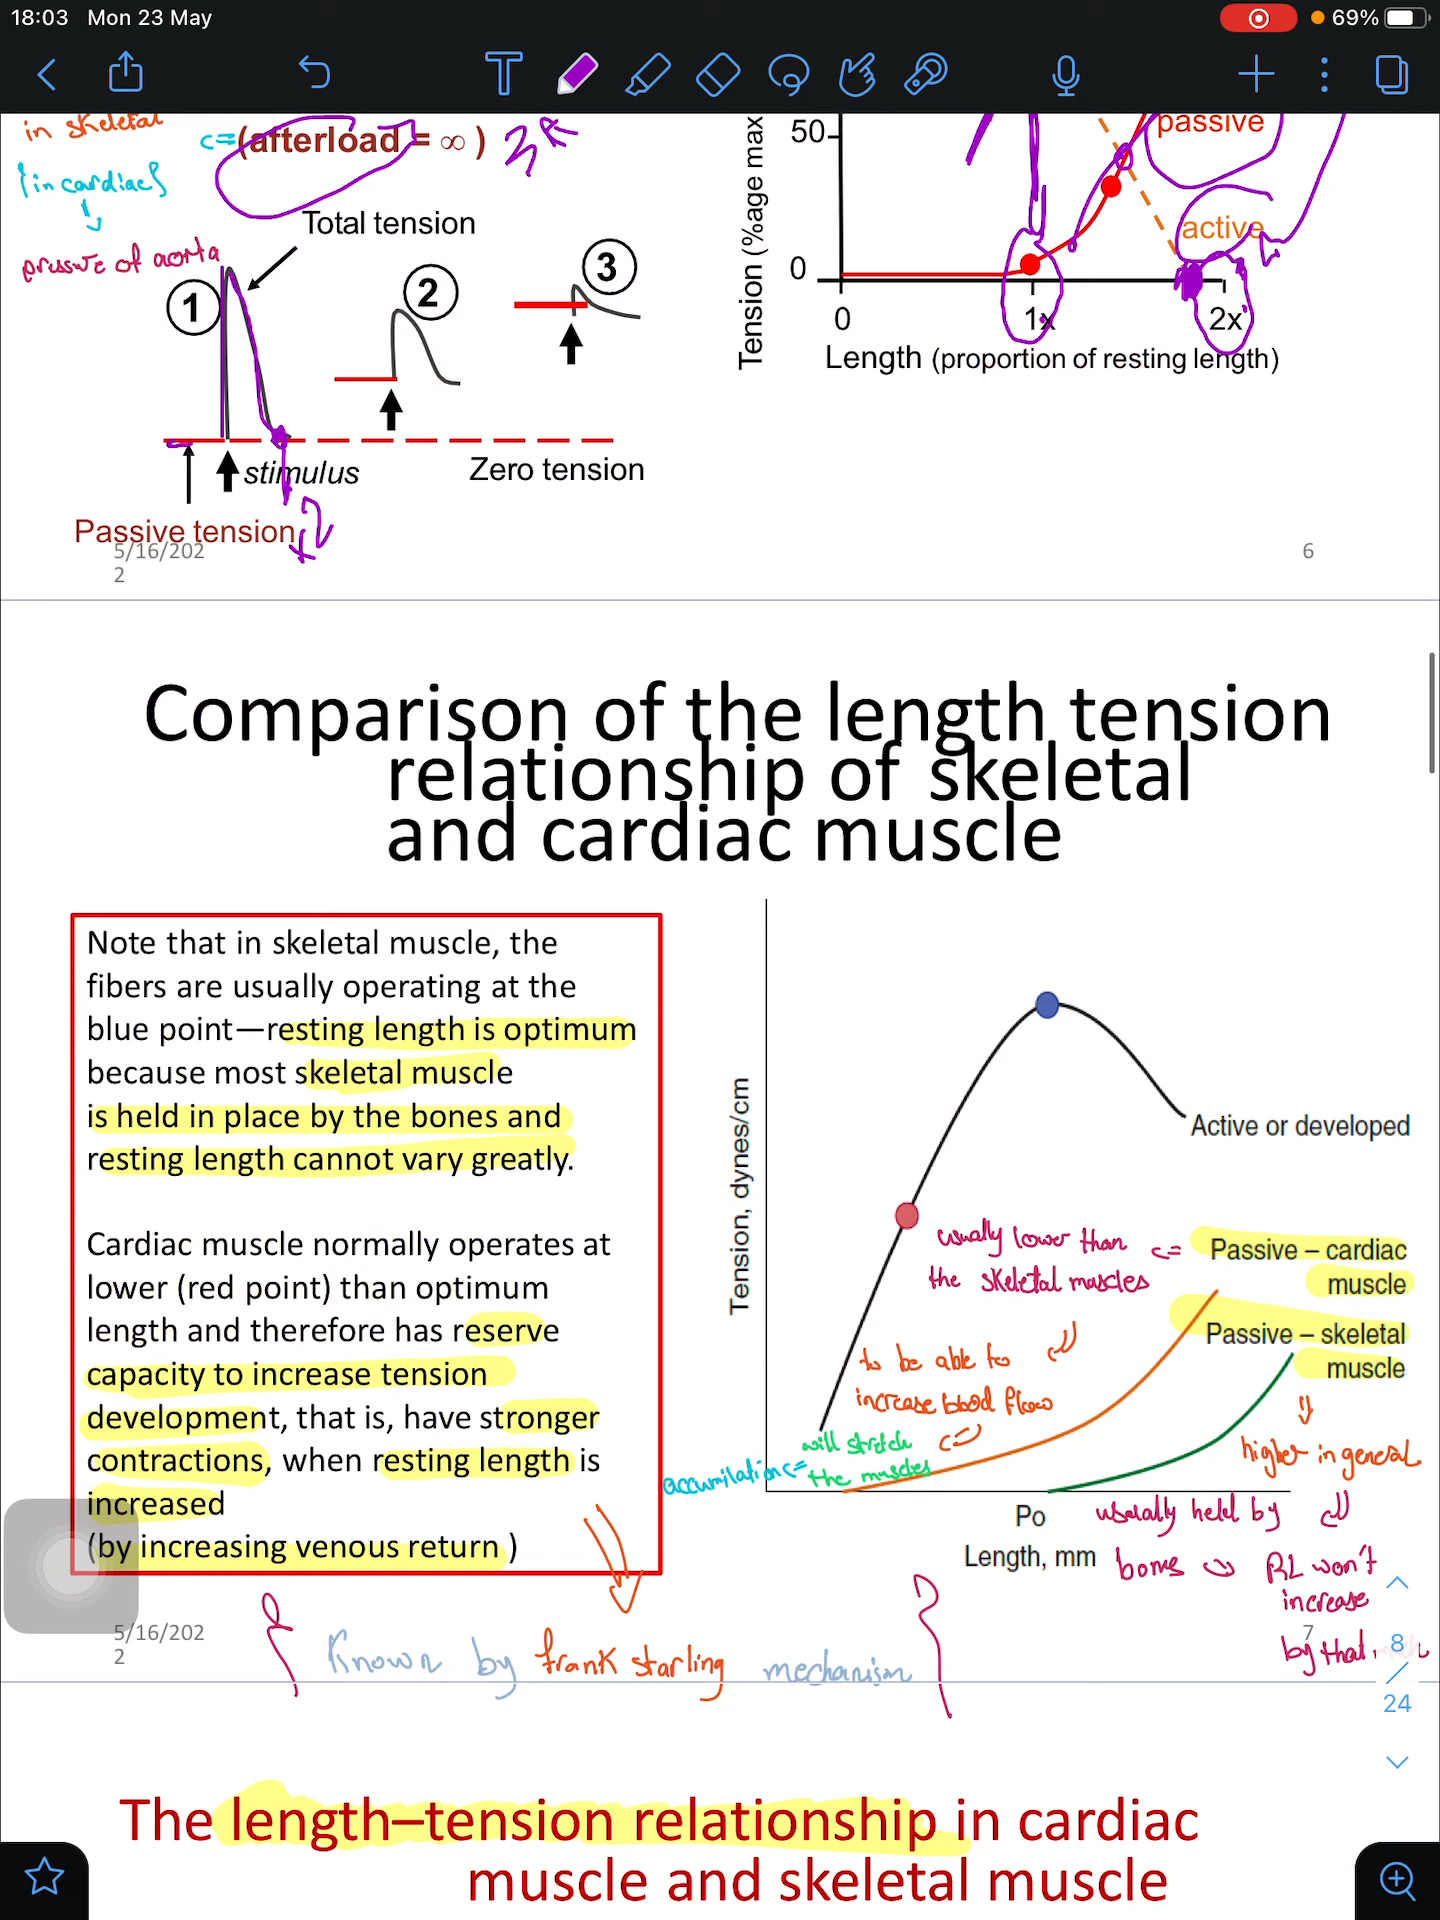 18:03 Mon 23 May
69%
in skeletal
{in cardiac}
pressure of aorta
(afterload = ∞ )
Total tension
1
2
3
stimulus
Zero tension
Passive tension
x2
5/16/202
2
Tension (%age max
50
0
passive
active
0
1x
2x
Length (proportion of resting length)
6
Comparison of the length tension
relationship of skeletal
and cardiac muscle
Note that in skeletal muscle, the
fibers are usually operating at the
blue point—resting length is optimum
because most skeletal muscle
is held in place by the bones and
resting length cannot vary greatly.
Cardiac muscle normally operates at
lower (red point) than optimum
length and therefore has reserve
capacity to increase tension
development, that is, have stronger
contractions, when resting length is
increased
(by increasing venous return )
Tension, dynes/cm
Active or developed
usually lower than
the skeletal muscles
Passive – cardiac
muscle
Passive – skeletal
muscle
to be able to
increase blood flow
will stretch
the muscles
accumilation
higher in general
Po
Length, mm
usually held by
bones
RL won't
increase
by that
5/16/202
2
7
Known by frank starling mechanism
8
24
The length–tension relationship in cardiac
muscle and skeletal muscle